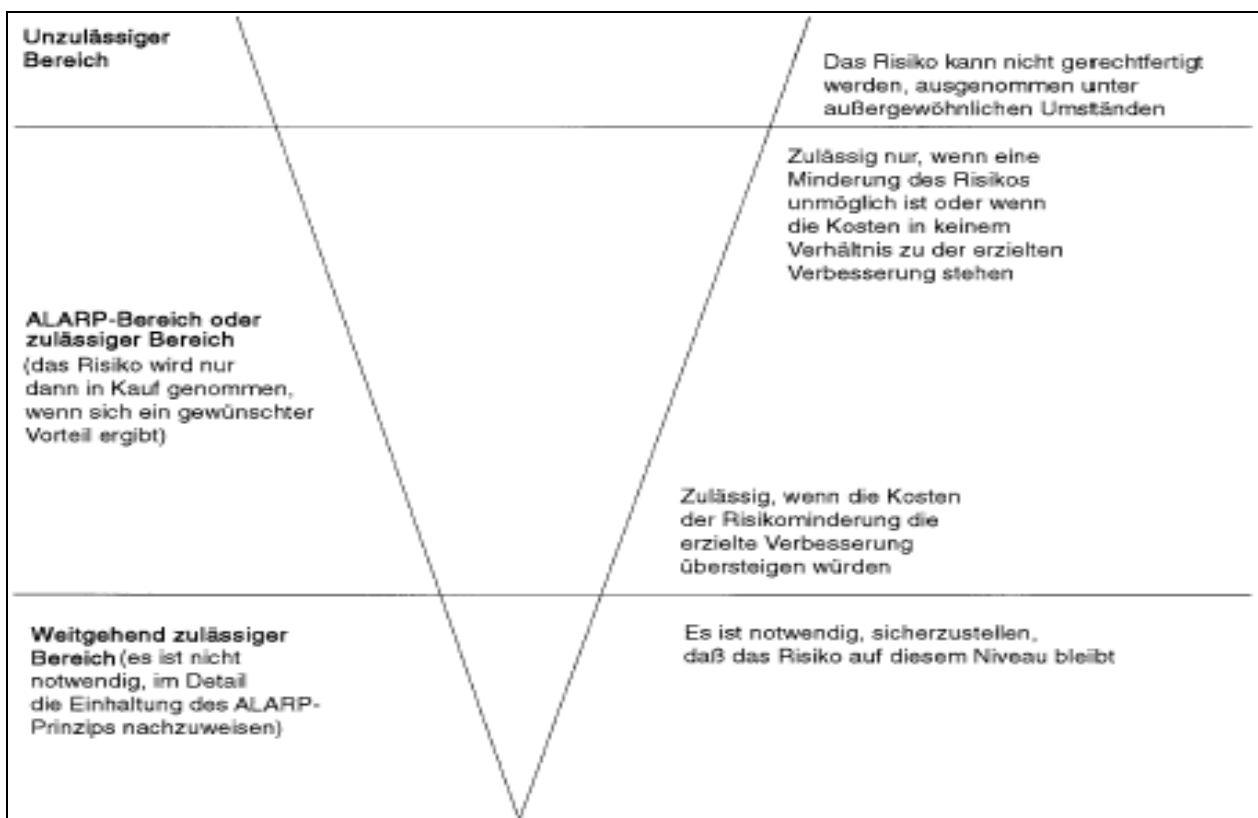 Unzulässiger
Bereich
Das Risiko kann nicht gerechtfertigt
werden, ausgenommen unter
außergewöhnlichen Umständen
Zulässig nur, wenn eine
Minderung des Risikos
unmöglich ist oder wenn
die Kosten in keinem
Verhältnis zu der erzielten
Verbesserung stehen
ALARP-Bereich oder
zulässiger Bereich
(das Risiko wird nur
dann in Kauf genommen,
wenn sich ein gewünschter
Vorteil ergibt)
Zulässig, wenn die Kosten
der Risikominderung die
erzielte Verbesserung
übersteigen würden
Weitgehend zulässiger
Bereich (es ist nicht
notwendig, im Detail
die Einhaltung des ALARP-
Prinzips nachzuweisen)
Es ist notwendig, sicherzustellen,
daß das Risiko auf diesem Niveau bleibt